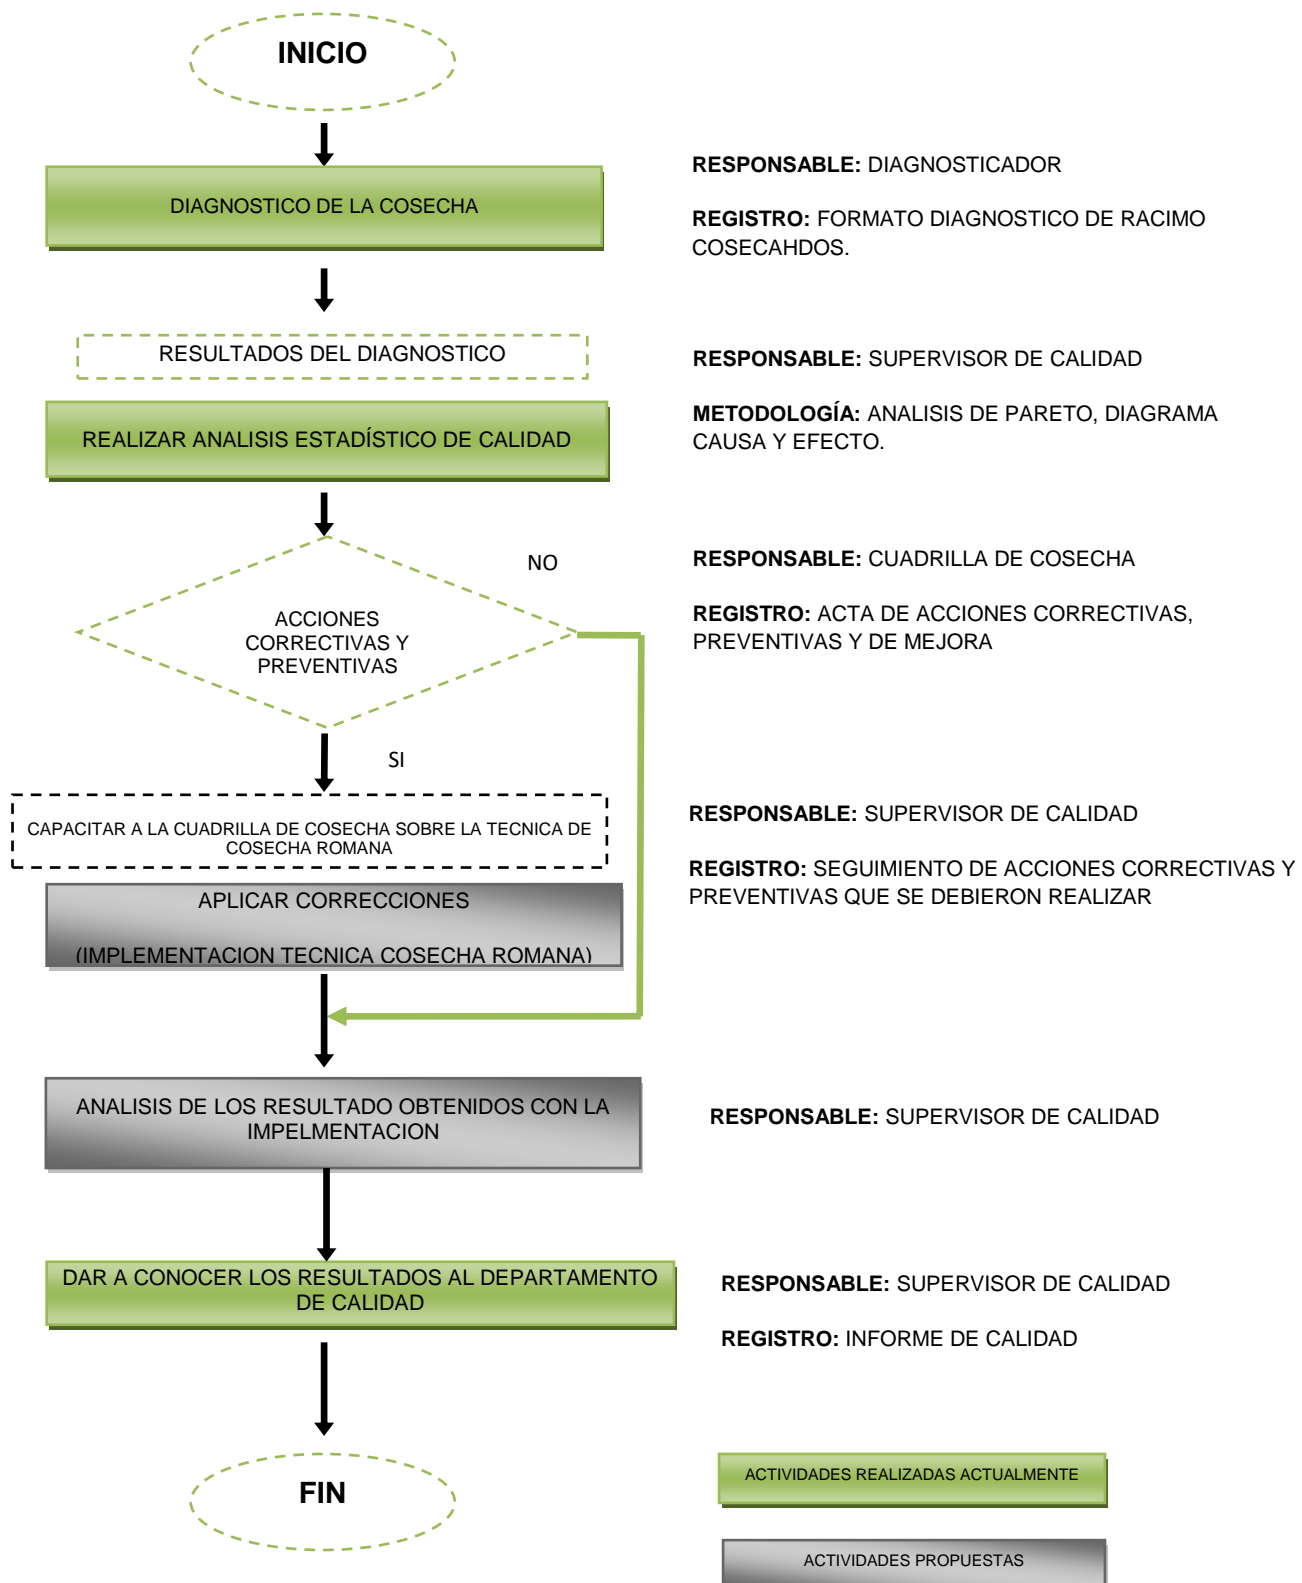 INICIO
RESPONSABLE: DIAGNOSTICADOR
DIAGNOSTICO DE LA COSECHA
REGISTRO: FORMATO DIAGNOSTICO DE RACIMO
COSECAHDOS.
RESULTADOS DEL DIAGNOSTICO
RESPONSABLE: SUPERVISOR DE CALIDAD
REALIZAR ANALISIS ESTADÍSTICO DE CALIDAD
METODOLOGÍA: ANALISIS DE PARETO, DIAGRAMA
CAUSA Y EFECTO.
NO
RESPONSABLE: CUADRILLA DE COSECHA
ACCIONES
CORRECTIVAS Y
PREVENTIVAS
REGISTRO: ACTA DE ACCIONES CORRECTIVAS,
PREVENTIVAS Y DE MEJORA
SI
CAPACITAR A LA CUADRILLA DE COSECHA SOBRE LA TECNICA DE
COSECHA ROMANA
RESPONSABLE: SUPERVISOR DE CALIDAD
REGISTRO: SEGUIMIENTO DE ACCIONES CORRECTIVAS Y
PREVENTIVAS QUE SE DEBIERON REALIZAR
APLICAR CORRECCIONES
(IMPLEMENTACION TECNICA COSECHA ROMANA)
ANALISIS DE LOS RESULTADO OBTENIDOS CON LA
IMPELMENTACION
RESPONSABLE: SUPERVISOR DE CALIDAD
DAR A CONOCER LOS RESULTADOS AL DEPARTAMENTO
DE CALIDAD
RESPONSABLE: SUPERVISOR DE CALIDAD
REGISTRO: INFORME DE CALIDAD
FIN
ACTIVIDADES REALIZADAS ACTUALMENTE
ACTIVIDADES PROPUESTAS